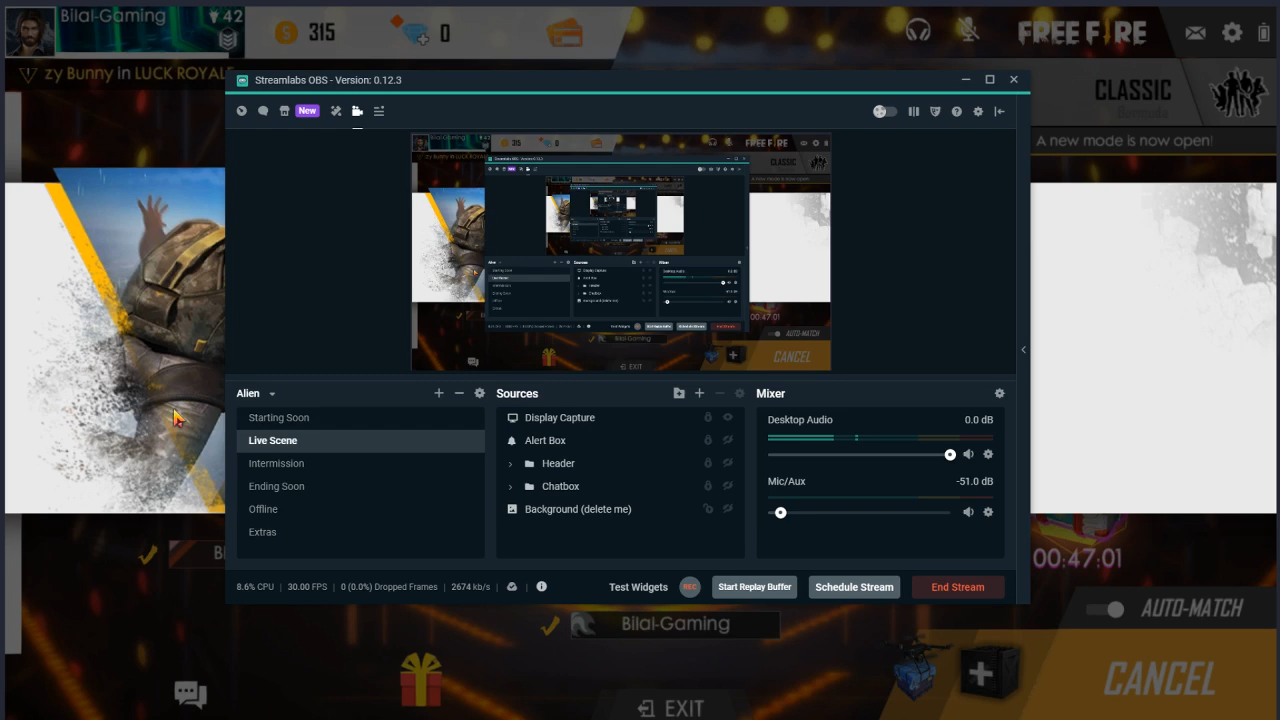 Bilal-Gaming
42
315
0
FREE FIRE
zy Bunny in LUCK ROYAL
CLASSIC
Bermuda
A new mode is now open!
Streamlabs OBS - Version: 0.12.3
New
Alien
Starting Soon
Live Scene
Intermission
Ending Soon
Offline
Extras
Sources
Display Capture
Alert Box
Header
Chatbox
Background (delete me)
Mixer
Desktop Audio 0.0 dB
Mic/Aux -51.0 dB
8.6% CPU 30.00 FPS 0 (0.0%) Dropped Frames 2674 kb/s
Test Widgets REC Start Replay Buffer Schedule Stream End Stream
00:47:01
Bilal-Gaming
AUTO-MATCH
CANCEL
EXIT